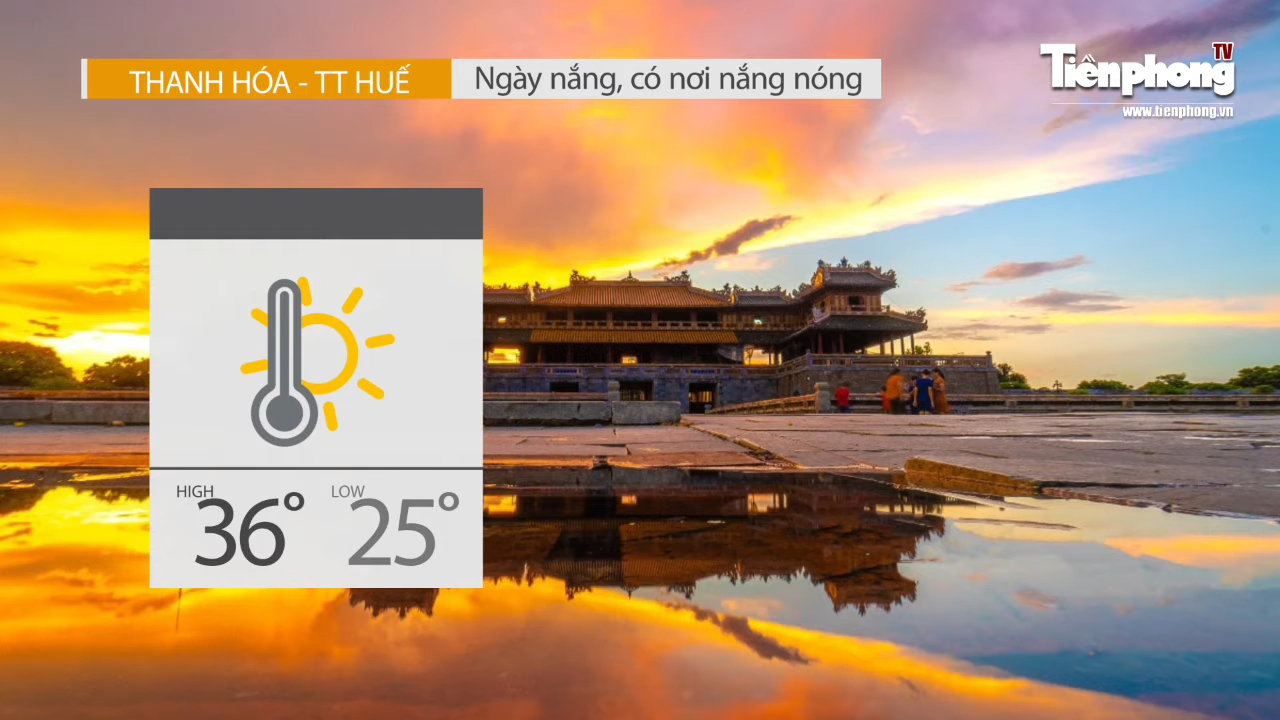 THANH HÓA - TT HUẾ
Ngày nắng, có nơi nắng nóng
Tiềnphong TV
www.tienphong.vn
HIGH 36°
LOW 25°